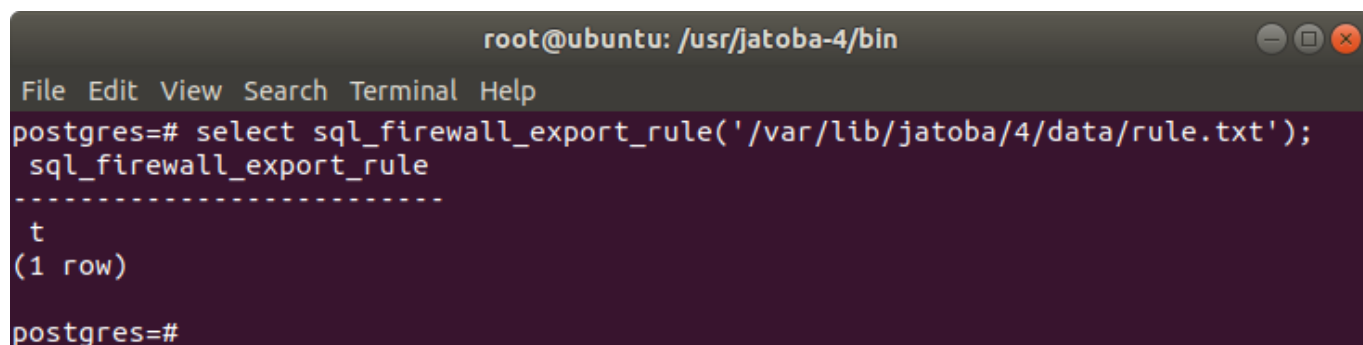 root@ubuntu: /usr/jatoba-4/bin
File Edit View Search Terminal Help
postgres=# select sql_firewall_export_rule('/var/lib/jatoba/4/data/rule.txt');
 sql_firewall_export_rule
--------------------------
 t
(1 row)

postgres=#